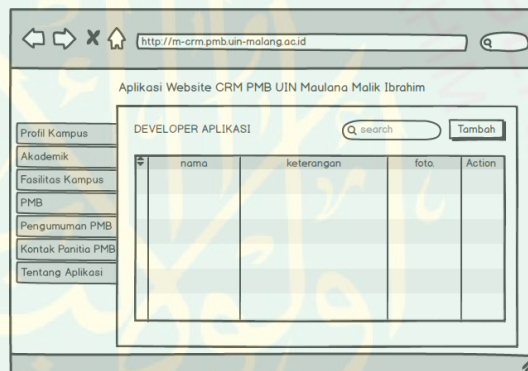 http://m-crm.pmb.uin-malang.ac.id
Aplikasi Website CRM PMB UIN Maulana Malik Ibrahim
Profil Kampus
Akademik
Fasilitas Kampus
PMB
Pengumuman PMB
Kontak Panitia PMB
Tentang Aplikasi
DEVELOPER APLIKASI
search
Tambah
nama keterangan foto. Action